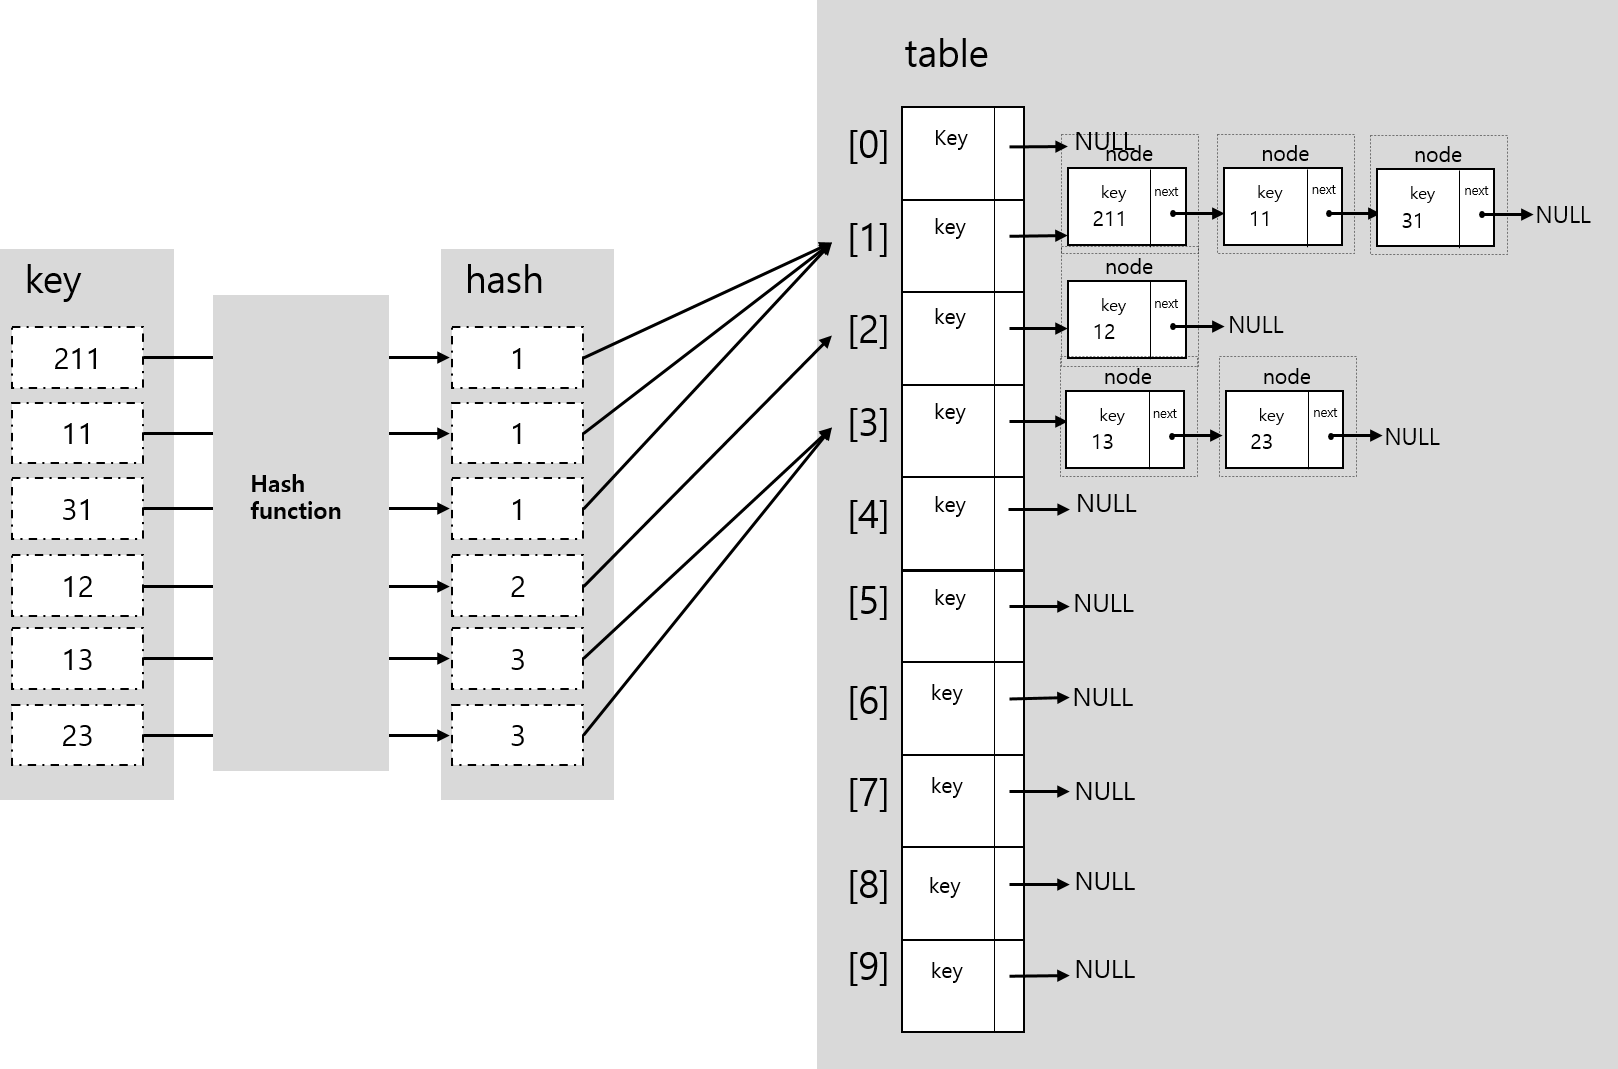 key
211
11
31
12
13
23
Hash
function
hash
1
1
1
2
3
3
table
[0]
Key
NULL
[1]
key
node
key
211
next
node
key
11
next
node
key
31
next
NULL
[2]
key
node
key
12
next
NULL
[3]
key
node
key
13
next
node
key
23
next
NULL
[4]
key
NULL
[5]
key
NULL
[6]
key
NULL
[7]
key
NULL
[8]
key
NULL
[9]
key
NULL